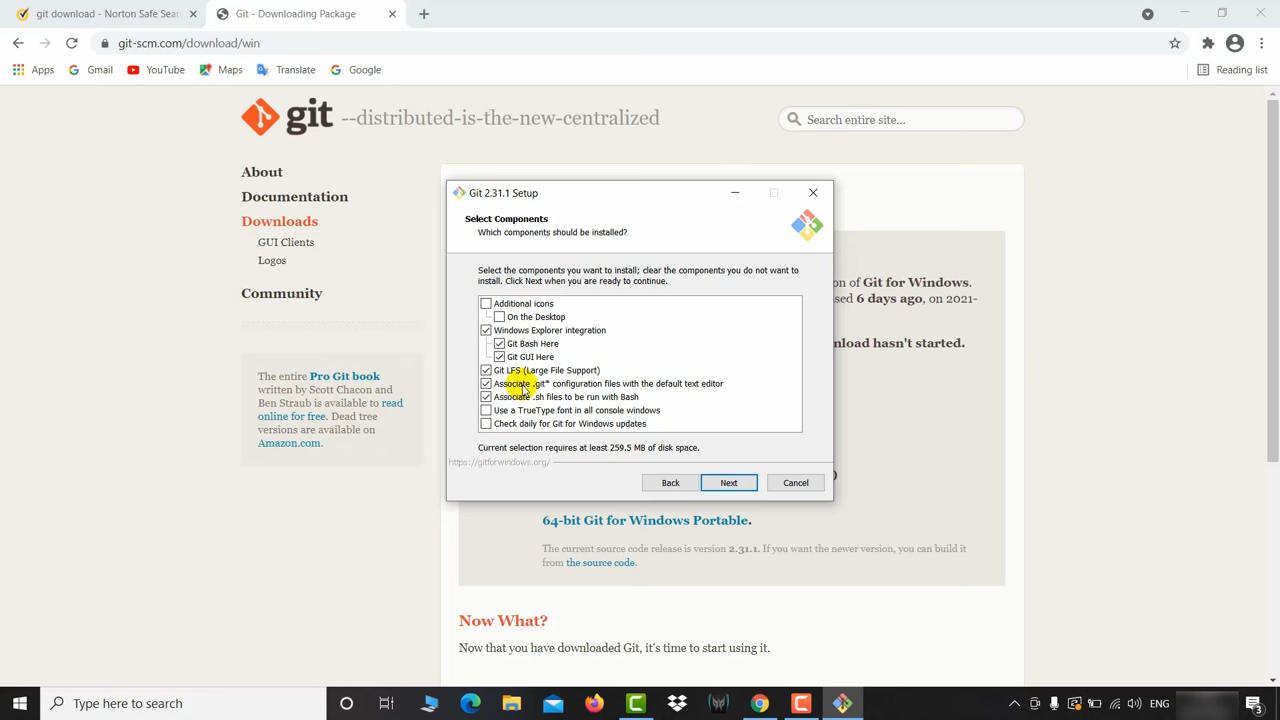 git download - Norton Safe Sear
Git - Downloading Package
git-scm.com/download/win
Apps
Gmail
YouTube
Maps
Translate
Google
Reading list
git --distributed-is-the-new-centralized
Search entire site...
About
Documentation
Downloads
GUI Clients
Logos
Community
The entire Pro Git book
written by Scott Chacon and
Ben Straub is available to read
online for free. Dead tree
versions are available on
Amazon.com.
Git 2.31.1 Setup
Select Components
Which components should be installed?
Select the components you want to install; clear the components you do not want to
install. Click Next when you are ready to continue.
Additional icons
On the Desktop
Windows Explorer integration
Git Bash Here
Git GUI Here
Git LFS (Large File Support)
Associate .git* configuration files with the default text editor
Associate .sh files to be run with Bash
Use a TrueType font in all console windows
Check daily for Git for Windows updates
Current selection requires at least 259.5 MB of disk space.
https://gitforwindows.org/
Back
Next
Cancel
on of Git for Windows.
sed 6 days ago, on 2021-
nload hasn't started.
)
64-bit Git for Windows Portable.
The current source code release is version 2.31.1. If you want the newer version, you can build it
from the source code.
Now What?
Now that you have downloaded Git, it's time to start using it.
Type here to search
ENG
3